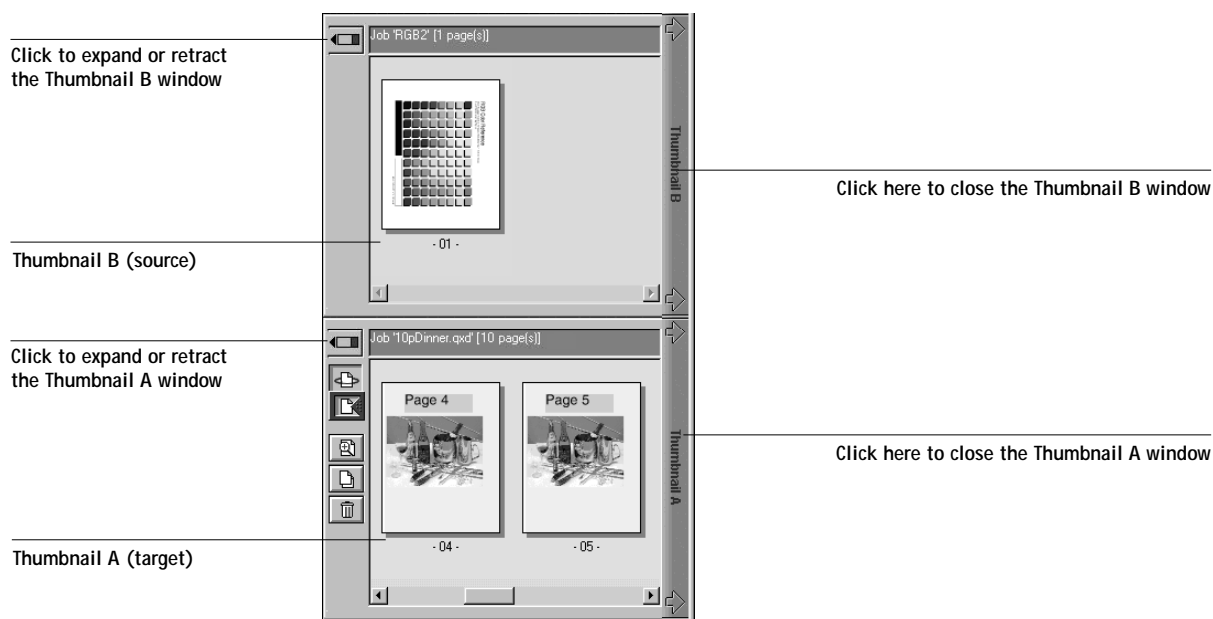 Click to expand or retract
the Thumbnail B window
Job 'RGB2' [1 page(s)]
Thumbnail B
Click here to close the Thumbnail B window
- 01 -
Thumbnail B (source)
Click to expand or retract
the Thumbnail A window
Job '10pDinner.qxd' [10 page(s)]
Page 4
Page 5
Thumbnail A
Click here to close the Thumbnail A window
- 04 -
- 05 -
Thumbnail A (target)